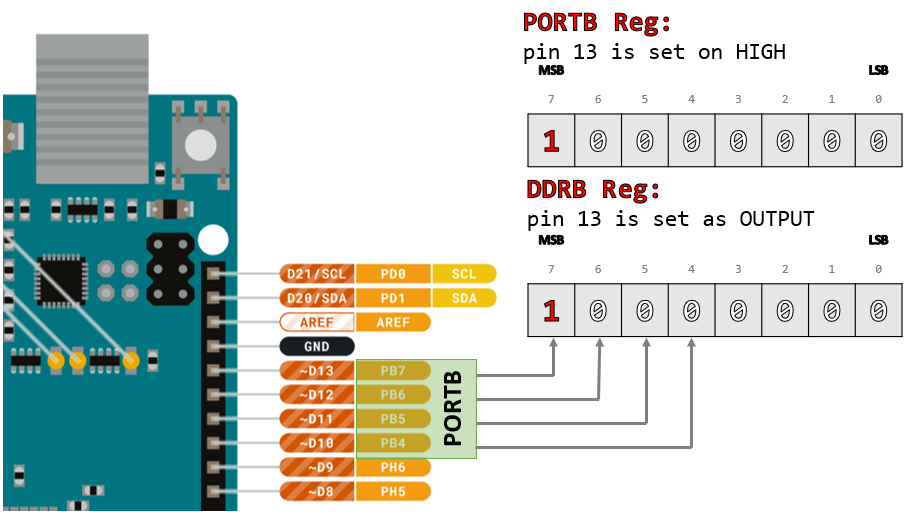 PORTB Reg:
pin 13 is set on HIGH
MSB LSB
7 6 5 4 3 2 1 0
1 0 0 0 0 0 0 0
DDRB Reg:
pin 13 is set as OUTPUT
MSB LSB
7 6 5 4 3 2 1 0
1 0 0 0 0 0 0 0
D21/SCL PD0 SCL
D20/SDA PD1 SDA
AREF AREF
GND
~D13 PB7
~D12 PB6
~D11 PB5
~D10 PB4
PORTB
~D9 PH6
~D8 PH5